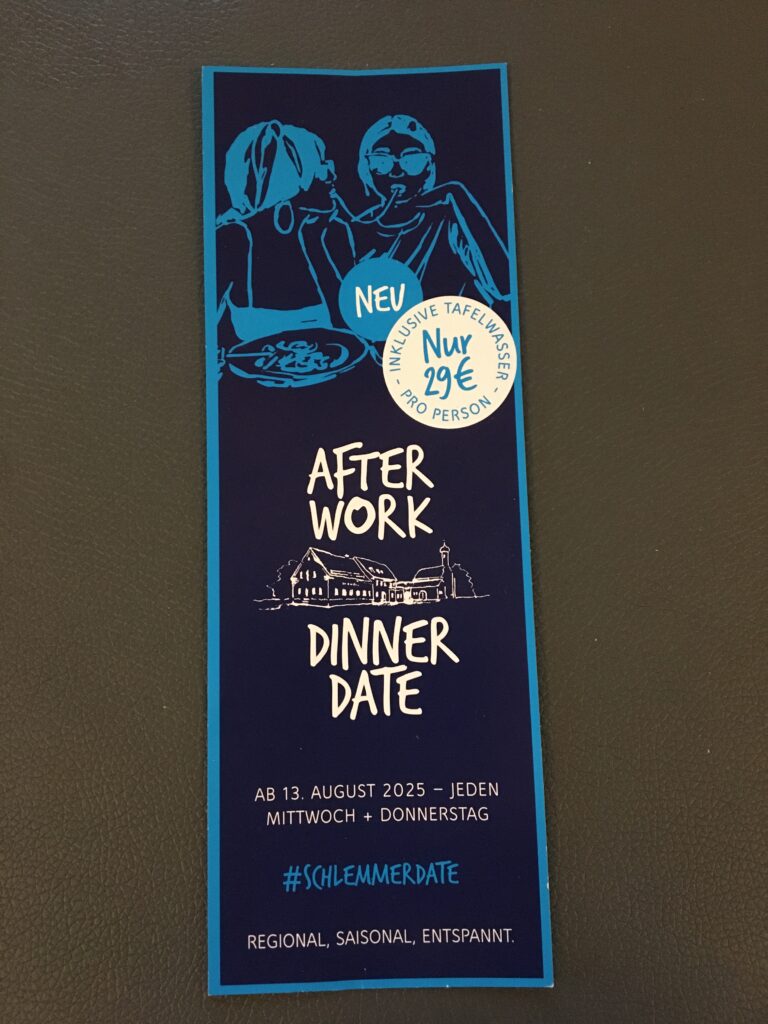 NEU
- INKLUSIVE TAFELWASSER -
Nur
29€
PRO PERSON
AFTER
WORK
DINNER
DATE
AB 13. AUGUST 2025 – JEDEN
MITTWOCH + DONNERSTAG
#SCHLEMMERDATE
REGIONAL, SAISONAL, ENTSPANNT.